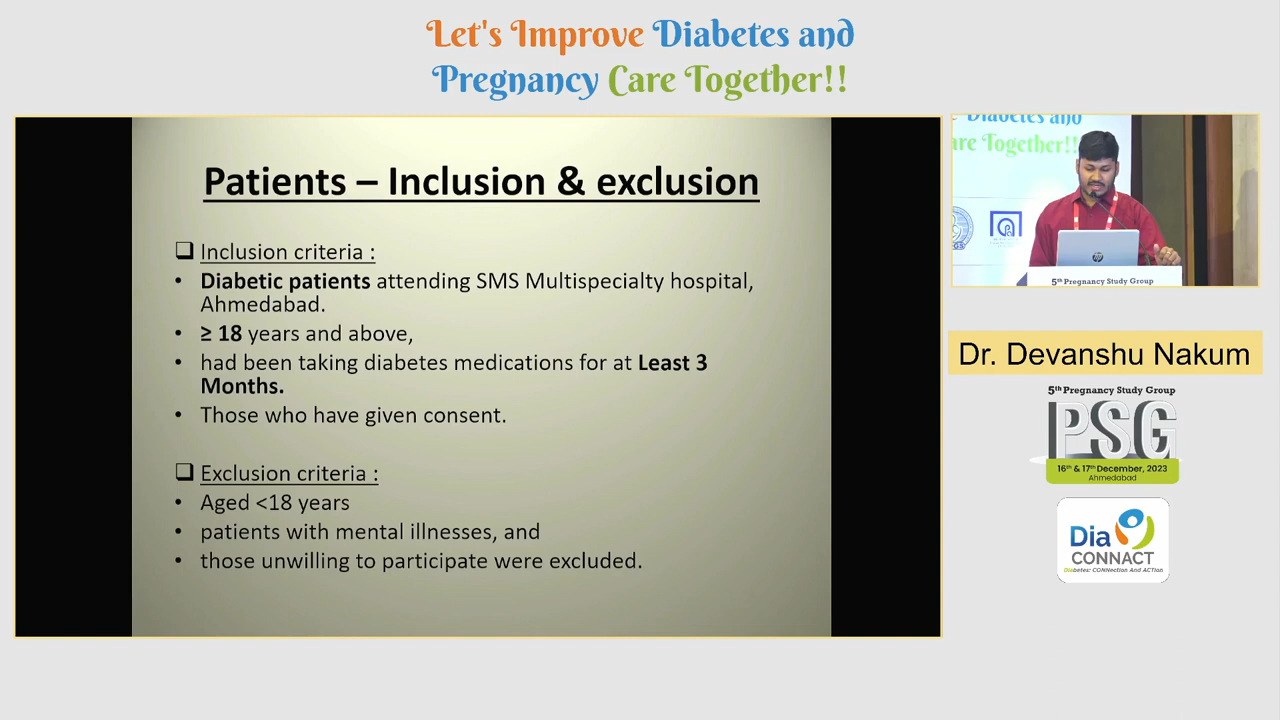 Let's Improve Diabetes and
Pregnancy Care Together!!
Patients – Inclusion & exclusion
❑ Inclusion criteria :
• Diabetic patients attending SMS Multispecialty hospital,
Ahmedabad.
• ≥ 18 years and above,
• had been taking diabetes medications for at Least 3
Months.
• Those who have given consent.
❑ Exclusion criteria :
• Aged <18 years
• patients with mental illnesses, and
• those unwilling to participate were excluded.
Diabetes and
are Together!!
hp
5th Pregnancy Study Group
Dr. Devanshu Nakum
5th Pregnancy Study Group
PSG
16th & 17th December, 2023
Ahmedabad
Dia
CONNACT
Diabetes: CONNection And ACTion